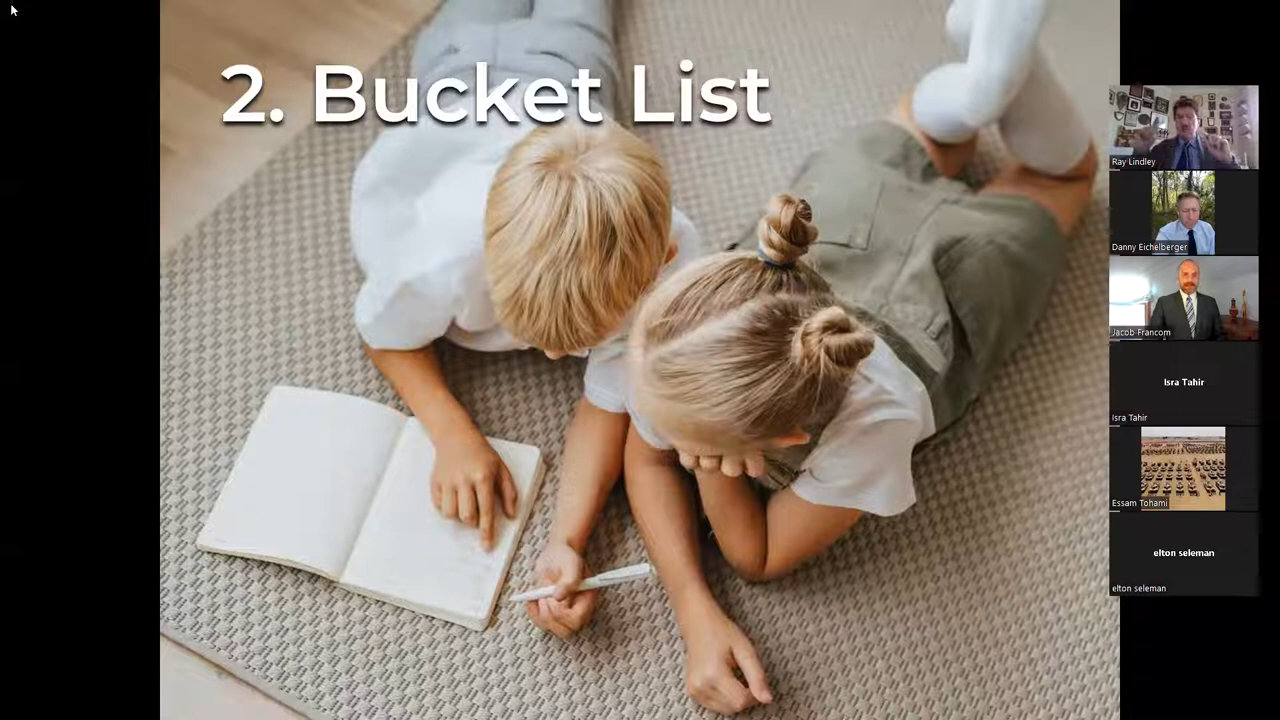 2. Bucket List
Ray Lindley
Danny Eichelberger
Jacob Francom
Isra Tahir
Isra Tahir
Essam Tohami
elton seleman
elton seleman